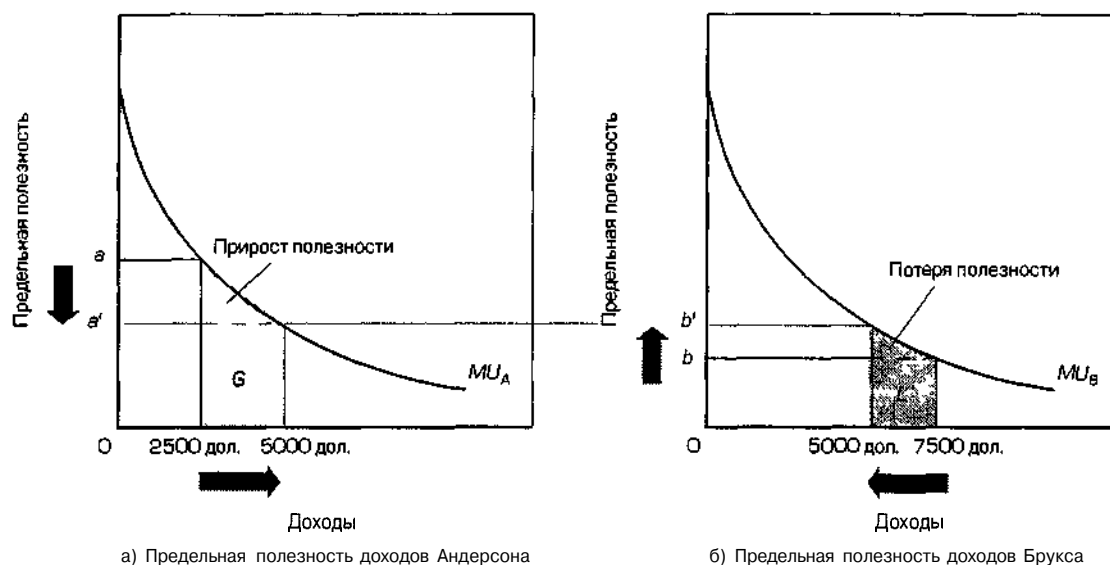 Предельная полезность
Прирост полезности
a
a'
G
MU_A
0 2500 дол. 5000 дол.
Доходы
а) Предельная полезность доходов Андерсона
Предельная полезность
Потеря полезности
b'
b
MU_B
0 5000 дол. 7500 дол.
Доходы
б) Предельная полезность доходов Брукса